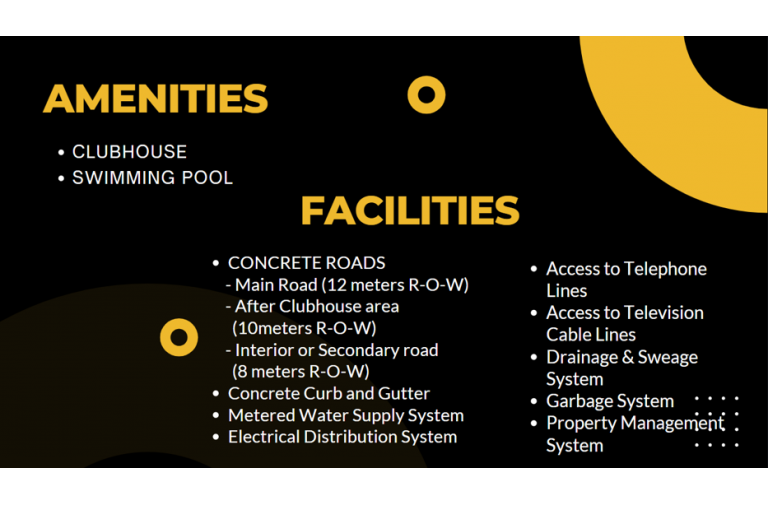 AMENITIES
• CLUBHOUSE
• SWIMMING POOL
FACILITIES
• CONCRETE ROADS
- Main Road (12 meters R-O-W)
- After Clubhouse area
(10meters R-O-W)
- Interior or Secondary road
(8 meters R-O-W)
• Concrete Curb and Gutter
• Metered Water Supply System
• Electrical Distribution System
• Access to Telephone
Lines
• Access to Television
Cable Lines
• Drainage & Sweage
System
• Garbage System
• Property Management
System